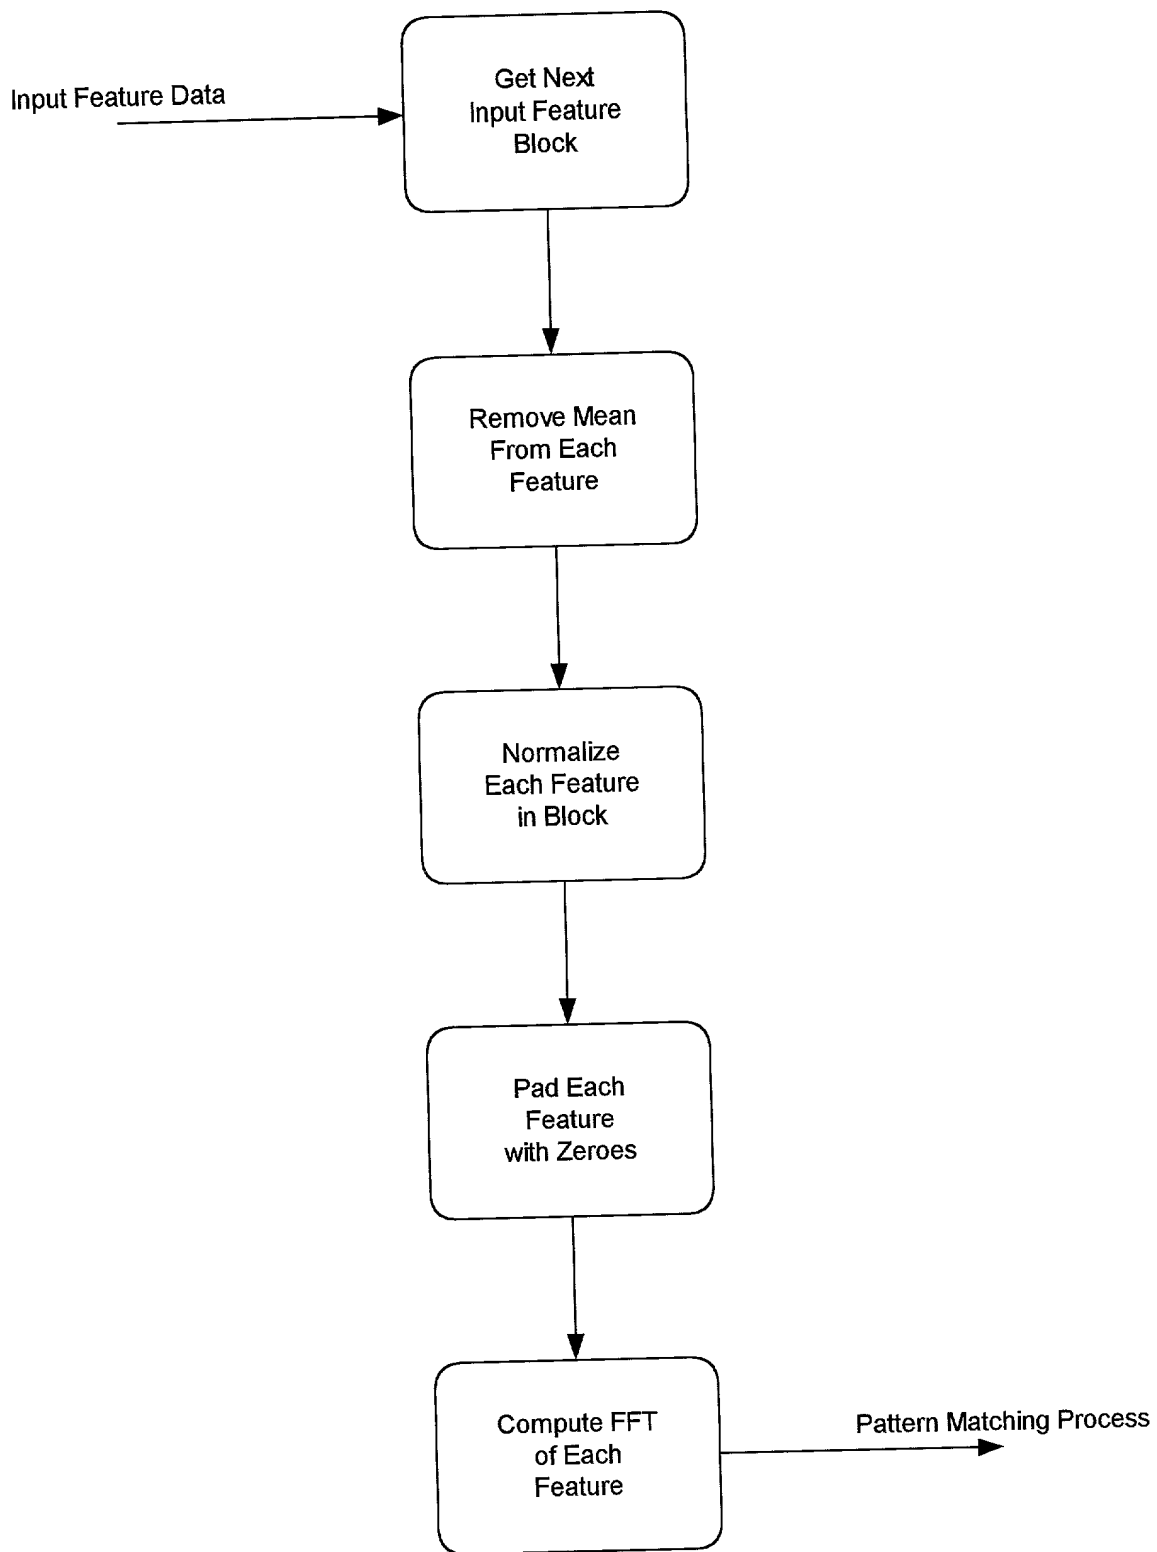 Input Feature Data
Get Next
Input Feature
Block
Remove Mean
From Each
Feature
Normalize
Each Feature
in Block
Pad Each
Feature
with Zeroes
Compute FFT
of Each
Feature
Pattern Matching Process